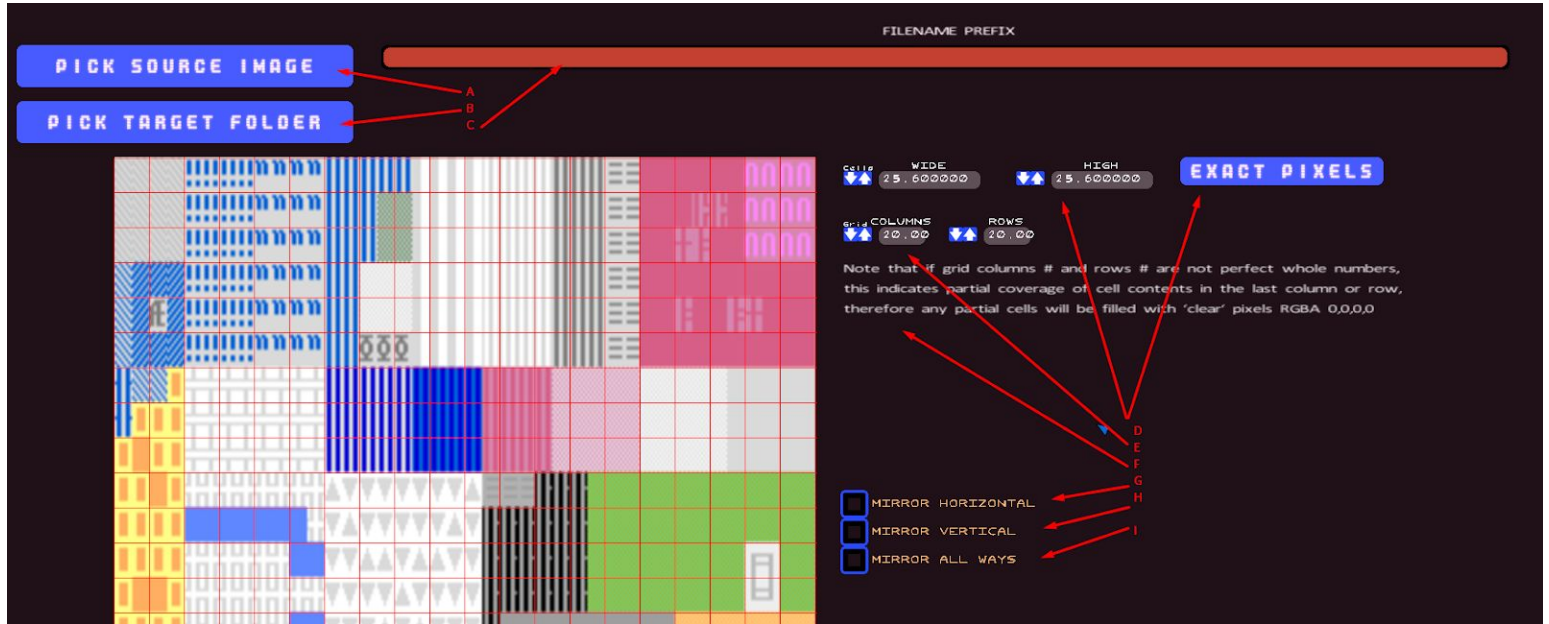 FILENAME PREFIX
PICK SOURCE IMAGE
PICK TARGET FOLDER
A
B
C
Cells WIDE HIGH
25.600000 25.600000
EXACT PIXELS
Grid COLUMNS ROWS
20.00 20.00
Note that if grid columns # and rows # are not perfect whole numbers,
this indicates partial coverage of cell contents in the last column or row,
therefore any partial cells will be filled with 'clear' pixels RGBA 0,0,0,0
D
E
F
G
H
I
MIRROR HORIZONTAL
MIRROR VERTICAL
MIRROR ALL WAYS